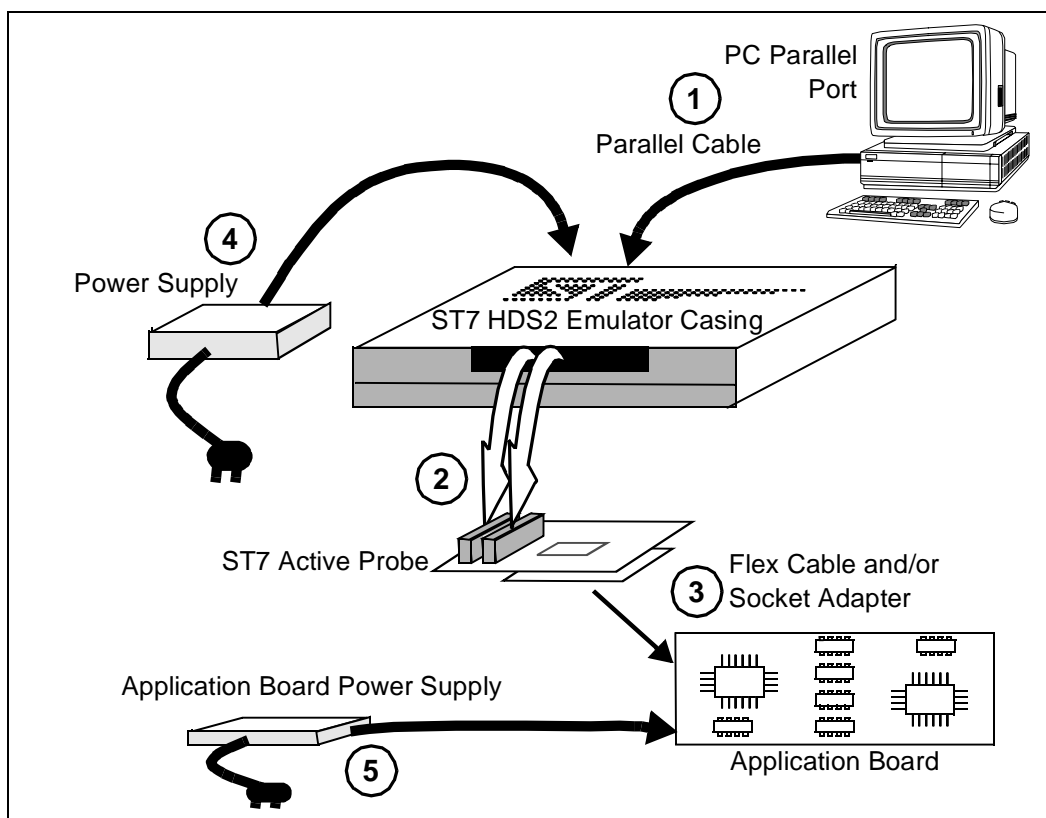 PC Parallel
Port
1
Parallel Cable
4
Power Supply
ST7 HDS2 Emulator Casing
2
ST7 Active Probe
3
Flex Cable and/or
Socket Adapter
Application Board Power Supply
5
Application Board